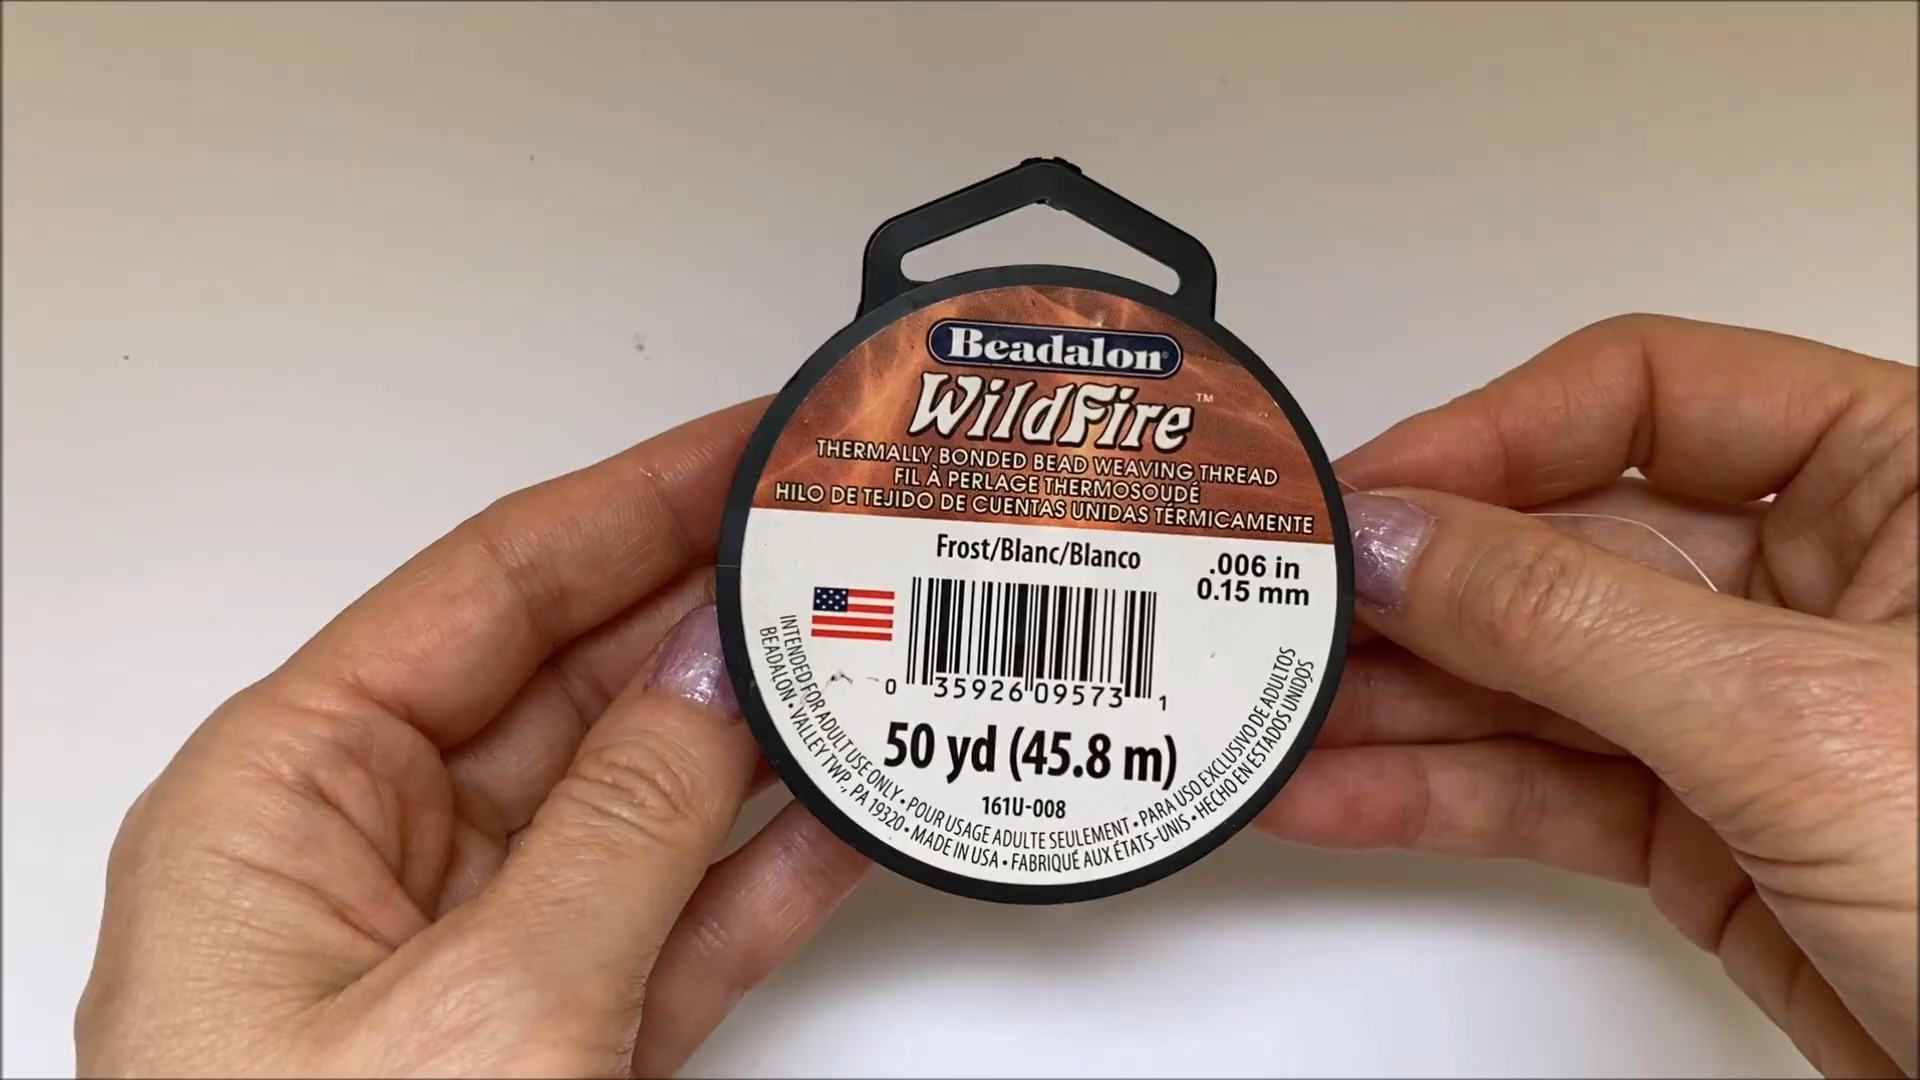 Beadalon®
WildFire™
THERMALLY BONDED BEAD WEAVING THREAD
FIL À PERLAGE THERMOSOUDÉ
HILO DE TEJIDO DE CUENTAS UNIDAS TÉRMICAMENTE
Frost/Blanc/Blanco
.006 in
0.15 mm
0 35926 09573 1
50 yd (45.8 m)
161U-008
INTENDED FOR ADULT USE ONLY • POUR USAGE ADULTE SEULEMENT • PARA USO EXCLUSIVO DE ADULTOS
BEADALON • VALLEY TWP., PA 19320 • MADE IN USA • FABRIQUÉ AUX ÉTATS-UNIS • HECHO EN ESTADOS UNIDOS